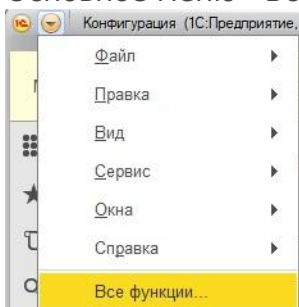 Конфигурация (1С:Предприятие,
Файл
Правка
Вид
Сервис
Окна
Справка
Все функции...